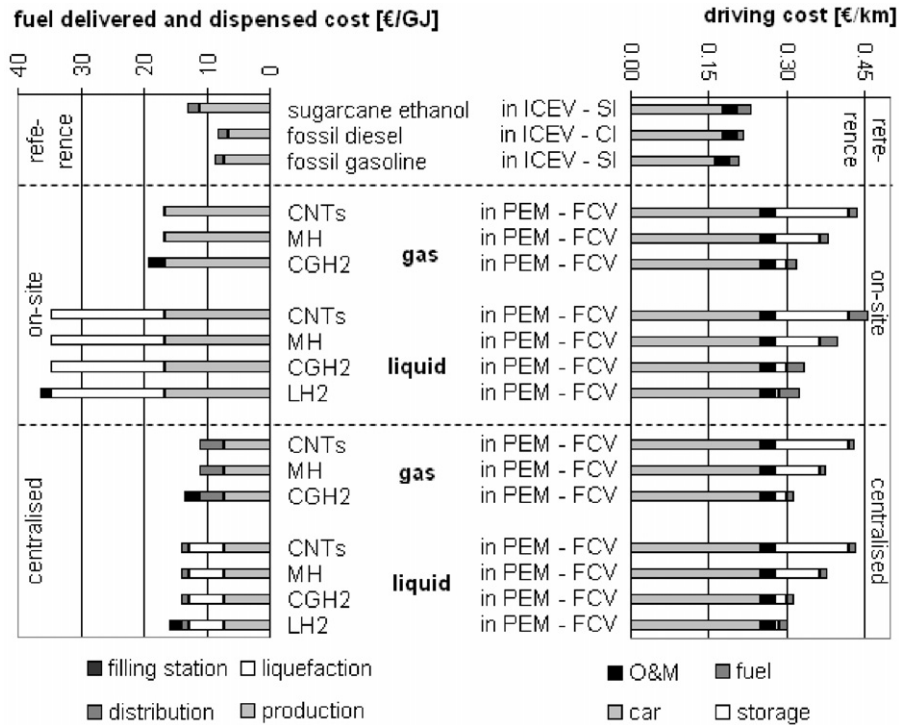 fuel delivered and dispensed cost [€/GJ] driving cost [€/km]
40 30 20 10 0 0.00 0.15 0.30 0.45
refe-
rence
sugarcane ethanol in ICEV - SI
fossil diesel in ICEV - CI
fossil gasoline in ICEV - SI
refe-
rence
on-site
CNTs in PEM - FCV
MH gas in PEM - FCV
CGH2 in PEM - FCV
CNTs in PEM - FCV
MH in PEM - FCV
CGH2 liquid in PEM - FCV
LH2 in PEM - FCV
on-site
centralised
CNTs in PEM - FCV
MH gas in PEM - FCV
CGH2 in PEM - FCV
CNTs in PEM - FCV
MH in PEM - FCV
CGH2 liquid in PEM - FCV
LH2 in PEM - FCV
centralised
filling station liquefaction O&M fuel
distribution production car storage